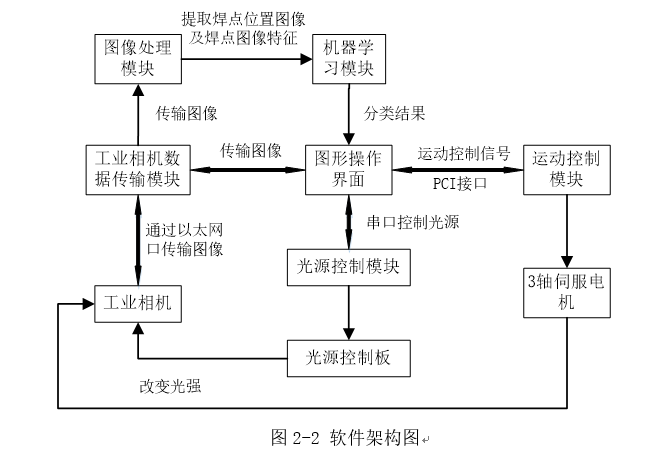 提取焊点位置图像
及焊点图像特征
图像处理
模块
机器学
习模块
传输图像
分类结果
工业相机数
据传输模块
传输图像
图形操作
界面
运动控制信号
PCI接口
运动控制
模块
通过以太网
口传输图像
串口控制光源
光源控制模块
工业相机
3轴伺服电
机
光源控制板
改变光强
图 2-2 软件架构图